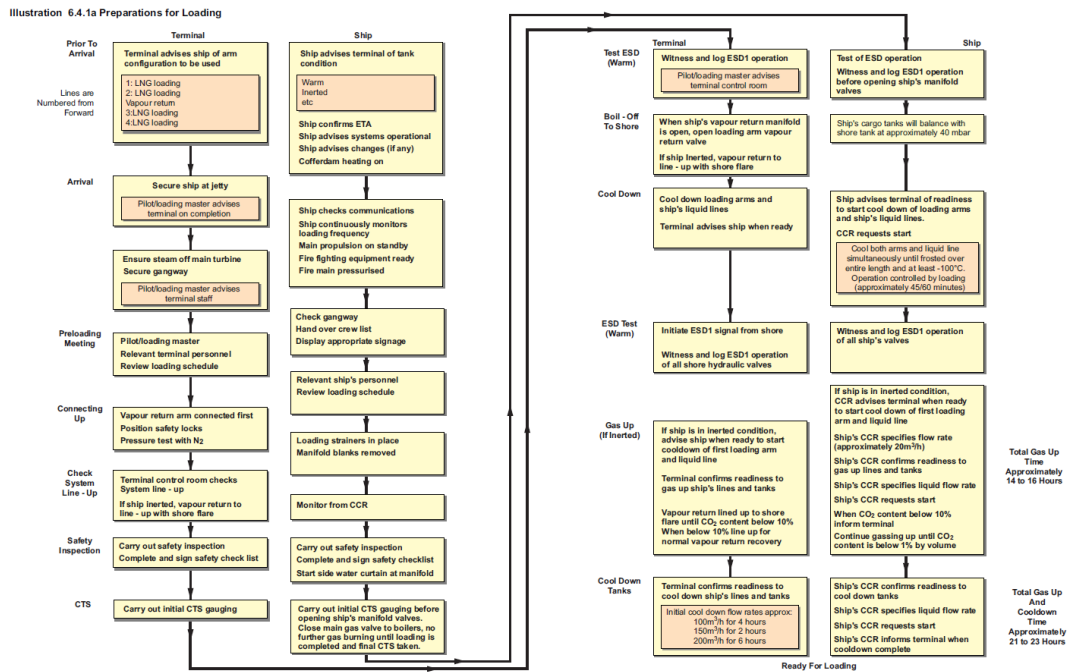 Illustration 6.4.1a Preparations for Loading
Terminal
Ship
Prior To
Arrival
Lines are
Numbered from
Forward
Terminal advises ship of arm
configuration to be used
1: LNG loading
2: LNG loading
Vapour return
3:LNG loading
4:LNG loading
Ship advises terminal of tank
condition
Warm
Inerted
etc
Ship confirms ETA
Ship advises systems operational
Ship advises changes (if any)
Cofferdam heating on
Arrival
Secure ship at jetty
Pilot/loading master advises
terminal on completion
Ensure steam off main turbine
Secure gangway
Pilot/loading master advises
terminal staff
Ship checks communications
Ship continuously monitors
loading frequency
Main propulsion on standby
Fire fighting equipment ready
Fire main pressurised
Check gangway
Hand over crew list
Display appropriate signage
Preloading
Meeting
Pilot/loading master
Relevant terminal personnel
Review loading schedule
Relevant ship's personnel
Review loading schedule
Connecting
Up
Vapour return arm connected first
Position safety locks
Pressure test with N2
Loading strainers in place
Manifold blanks removed
Check
System
Line - Up
Terminal control room checks
System line - up
If ship inerted, vapour return to
line - up with shore flare
Monitor from CCR
Safety
Inspection
Carry out safety inspection
Complete and sign safety check list
Carry out safety inspection
Complete and sign safety checklist
Start side water curtain at manifold
CTS
Carry out initial CTS gauging
Carry out initial CTS gauging before
opening ship's manifold valves.
Close main gas valve to boilers, no
further gas burning until loading is
completed and final CTS taken.
Terminal
Ship
Test ESD
(Warm)
Witness and log ESD1 operation
Pilot/loading master advises
terminal control room
Test of ESD operation
Witness and log ESD1 operation
before opening ship's manifold
valves
Boil - Off
To Shore
When ship's vapour return manifold
is open, open loading arm vapour
return valve
If ship Inerted, vapour return to
line - up with shore flare
Ship's cargo tanks will balance with
shore tank at approximately 40 mbar
Cool Down
Cool down loading arms and
ship's liquid lines
Terminal advises ship when ready
Ship advises terminal of readiness
to start cool down of loading arms
and ship's liquid lines.
CCR requests start
Cool both arms and liquid line
simultaneously until frosted over
entire length and at least -100°C.
Operation controlled by loading
(approximately 45/60 minutes)
ESD Test
(Warm)
Initiate ESD1 signal from shore
Witness and log ESD1 operation
of all shore hydraulic valves
Witness and log ESD1 operation
of all ship's valves
Gas Up
(If Inerted)
If ship is in inerted condition,
advise ship when ready to start
cooldown of first loading arm
and liquid line
Terminal confirms readiness to
gas up ship's lines and tanks
Vapour return lined up to shore
flare until CO2 content below 10%
When below 10% line up for
normal vapour return recovery
If ship is in inerted condition,
CCR advises terminal when ready
to start cool down of first loading
arm and liquid line
Ship's CCR specifies flow rate
(approximately 20m3/h)
Ship's CCR confirms readiness to
gas up lines and tanks
Ship's CCR specifies liquid flow rate
Ship's CCR requests start
When CO2 content below 10%
inform terminal
Continue gassing up until CO2
content is below 1% by volume
Total Gas Up
Time
Approximately
14 to 16 Hours
Cool Down
Tanks
Terminal confirms readiness to
cool down ship's lines and tanks
Initial cool down flow rates approx:
100m3/h for 4 hours
150m3/h for 2 hours
200m3/h for 6 hours
Ship's CCR confirms readiness to
cool down tanks
Ship's CCR specifies liquid flow rate
Ship's CCR requests start
Ship's CCR informs terminal when
cooldown complete
Total Gas Up
And
Cooldown
Time
Approximately
21 to 23 Hours
Ready For Loading